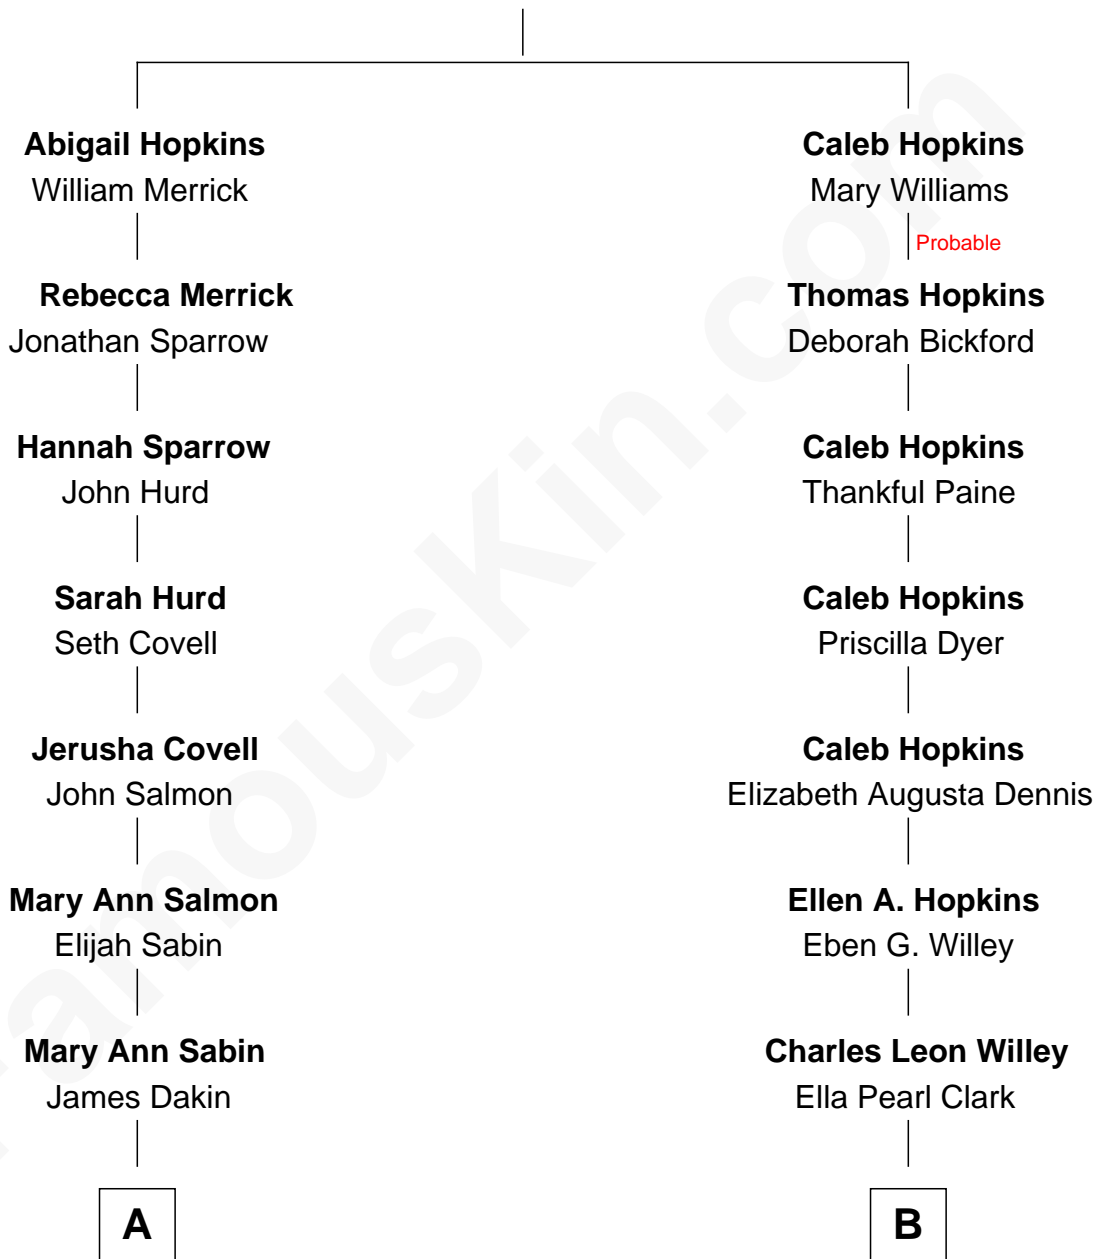 Abigail Hopkins
William Merrick
Caleb Hopkins
Mary Williams
Probable
Rebecca Merrick
Jonathan Sparrow
Thomas Hopkins
Deborah Bickford
Hannah Sparrow
John Hurd
Caleb Hopkins
Thankful Paine
Sarah Hurd
Seth Covell
Caleb Hopkins
Priscilla Dyer
Jerusha Covell
John Salmon
Caleb Hopkins
Elizabeth Augusta Dennis
Mary Ann Salmon
Elijah Sabin
Ellen A. Hopkins
Eben G. Willey
Mary Ann Sabin
James Dakin
Charles Leon Willey
Ella Pearl Clark
A
B
FamousKin.com